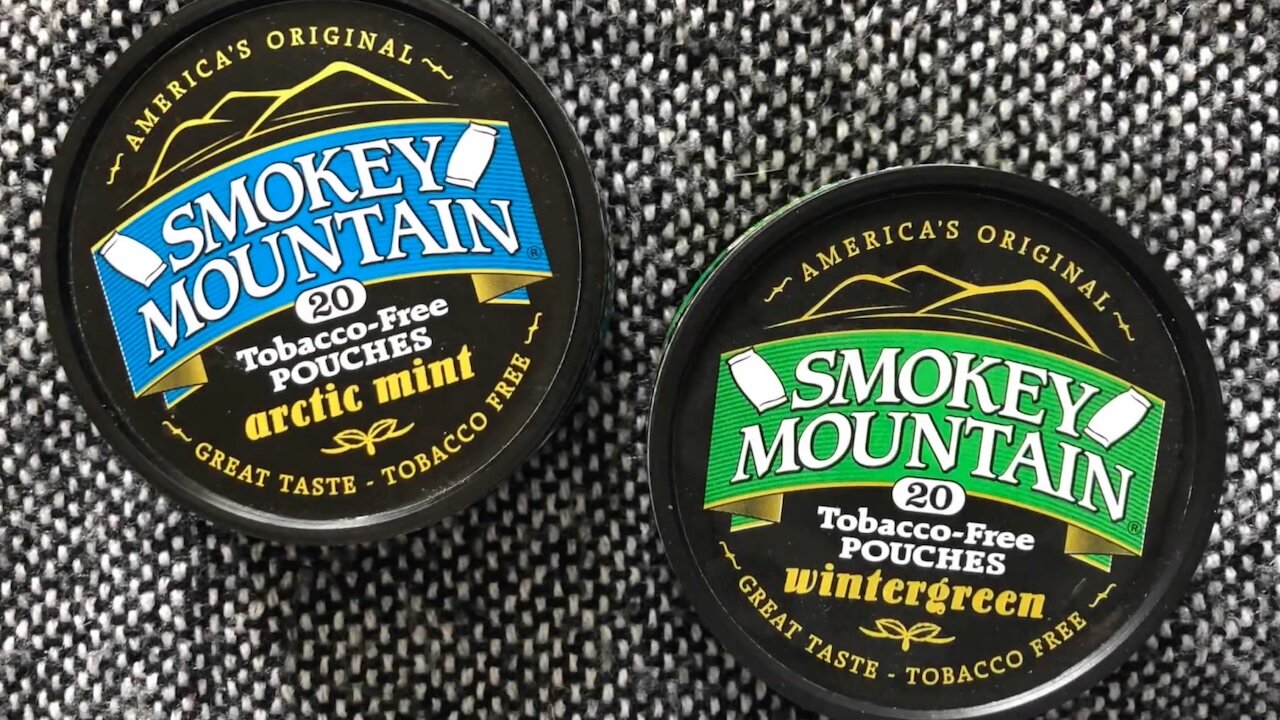 AMERICA'S ORIGINAL
SMOKEY
MOUNTAIN®
20
Tobacco-Free
POUCHES
arctic mint
GREAT TASTE - TOBACCO FREE
AMERICA'S ORIGINAL
SMOKEY
MOUNTAIN®
20
Tobacco-Free
POUCHES
wintergreen
GREAT TASTE - TOBACCO FREE